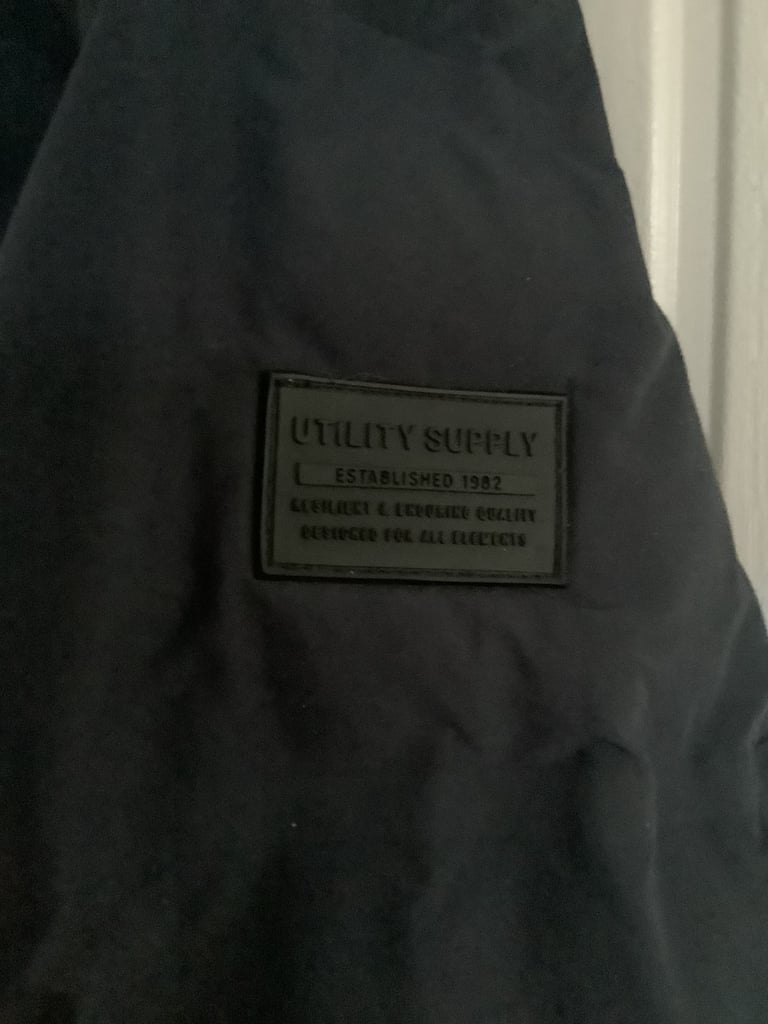 UTILITY SUPPLY
ESTABLISHED 1982
RESILIENT & ENDURING QUALITY
DESIGNED FOR ALL ELEMENTS